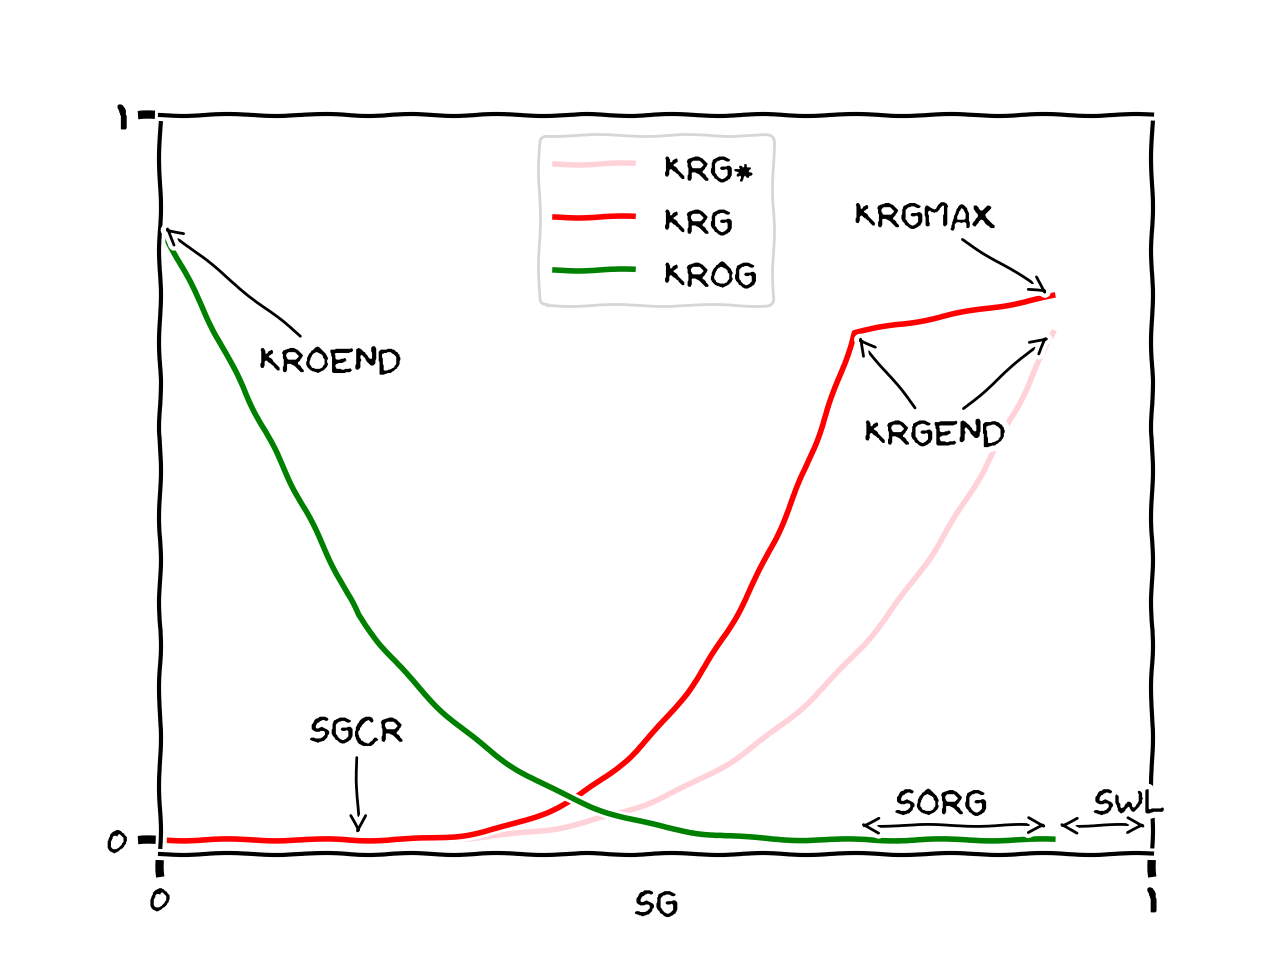 1
KRG*
KRG
KROG
KRGMAX
KROEND
KRGEND
SGCR
SORG
SWL
0
0
SG
1